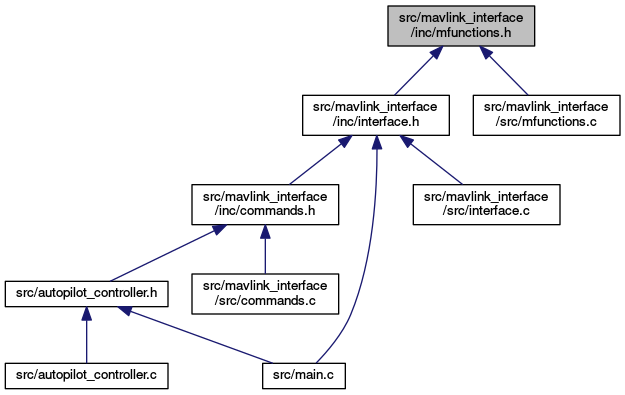 src/mavlink_interface
/inc/mfunctions.h
src/mavlink_interface
/inc/interface.h
src/mavlink_interface
/src/mfunctions.c
src/mavlink_interface
/inc/commands.h
src/mavlink_interface
/src/interface.c
src/autopilot_controller.h
src/mavlink_interface
/src/commands.c
src/autopilot_controller.c
src/main.c